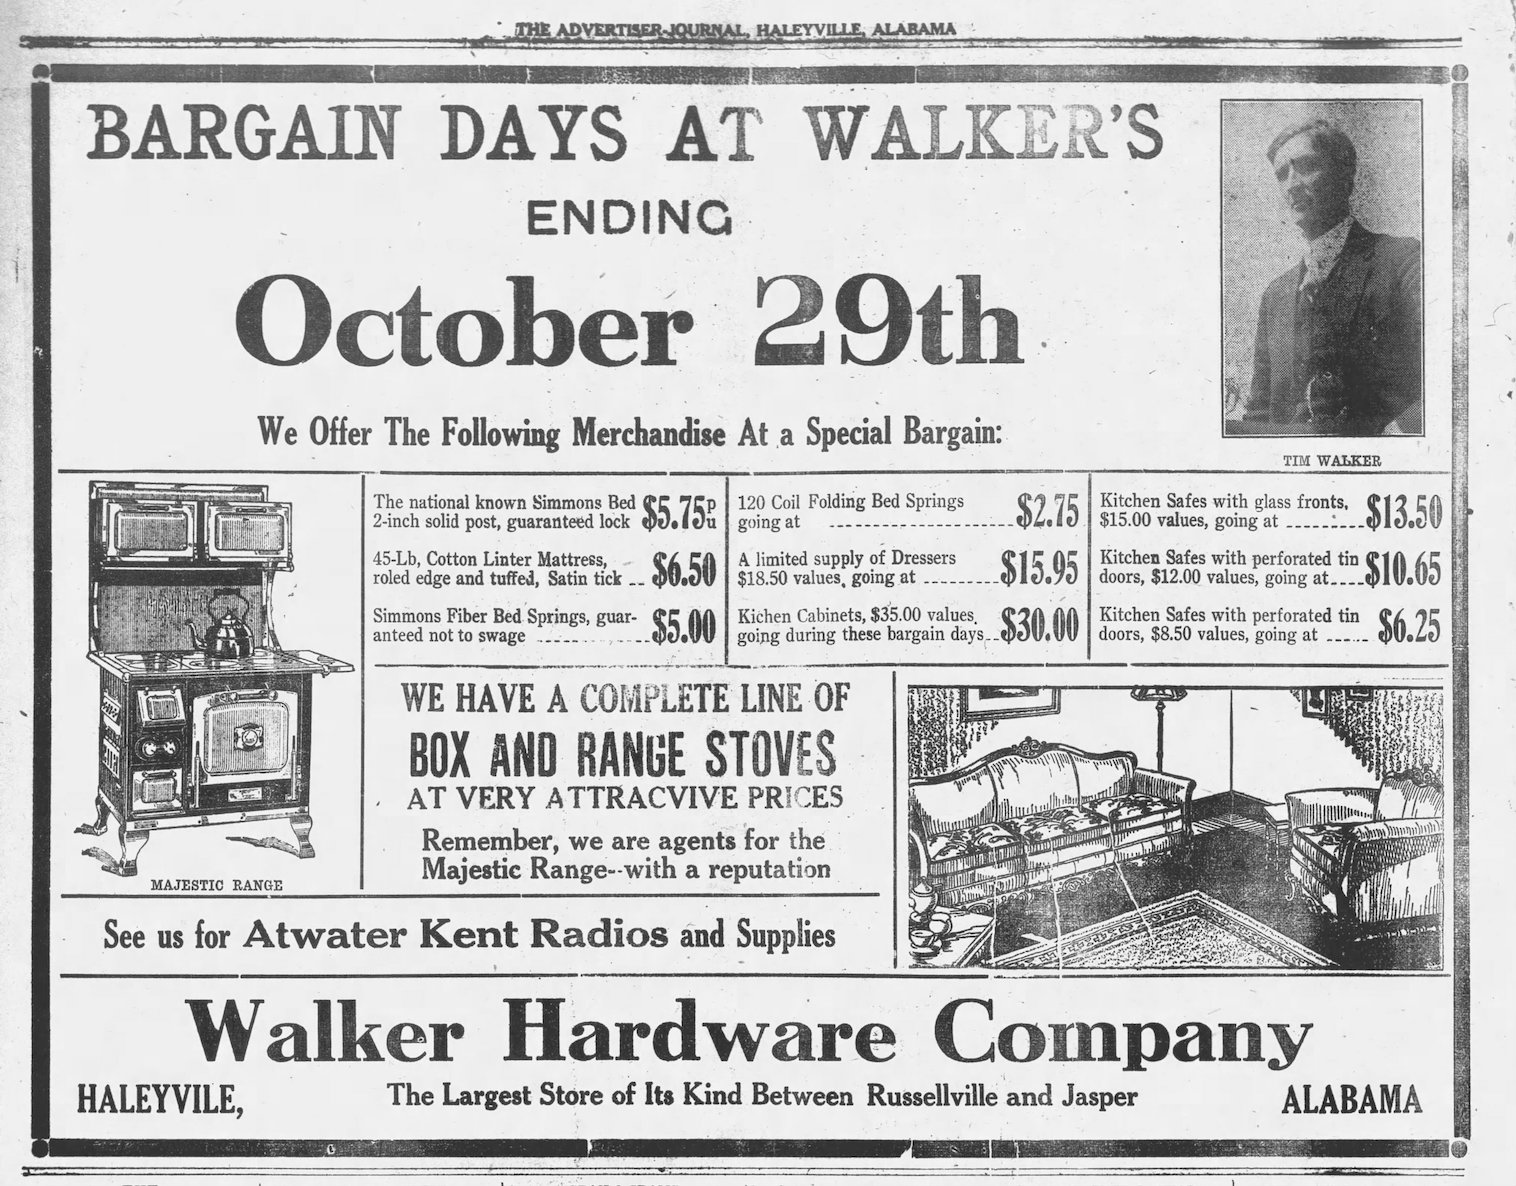 THE ADVERTISER-JOURNAL, HALEYVILLE, ALABAMA
BARGAIN DAYS AT WALKER'S
ENDING
October 29th
We Offer The Following Merchandise At a Special Bargain:
TIM WALKER
The national known Simmons Bed
2-inch solid post, guaranteed lock $5.75 p
u
45-Lb, Cotton Linter Mattress,
roled edge and tuffed, Satin tick -- $6.50
Simmons Fiber Bed Springs, guar-
anteed not to swage ------------ $5.00
120 Coil Folding Bed Springs
going at ---------------------- $2.75
A limited supply of Dressers
$18.50 values, going at --------- $15.95
Kichen Cabinets, $35.00 values,
going during these bargain days-- $30.00
Kitchen Safes with glass fronts,
$15.00 values, going at --------- $13.50
Kitchen Safes with perforated tin
doors, $12.00 values, going at---- $10.65
Kitchen Safes with perforated tin
doors, $8.50 values, going at ----- $6.25
MAJESTIC RANGE
WE HAVE A COMPLETE LINE OF
BOX AND RANGE STOVES
AT VERY ATTRACVIVE PRICES
Remember, we are agents for the
Majestic Range--with a reputation
See us for Atwater Kent Radios and Supplies
Walker Hardware Company
HALEYVILE, The Largest Store of Its Kind Between Russellville and Jasper ALABAMA